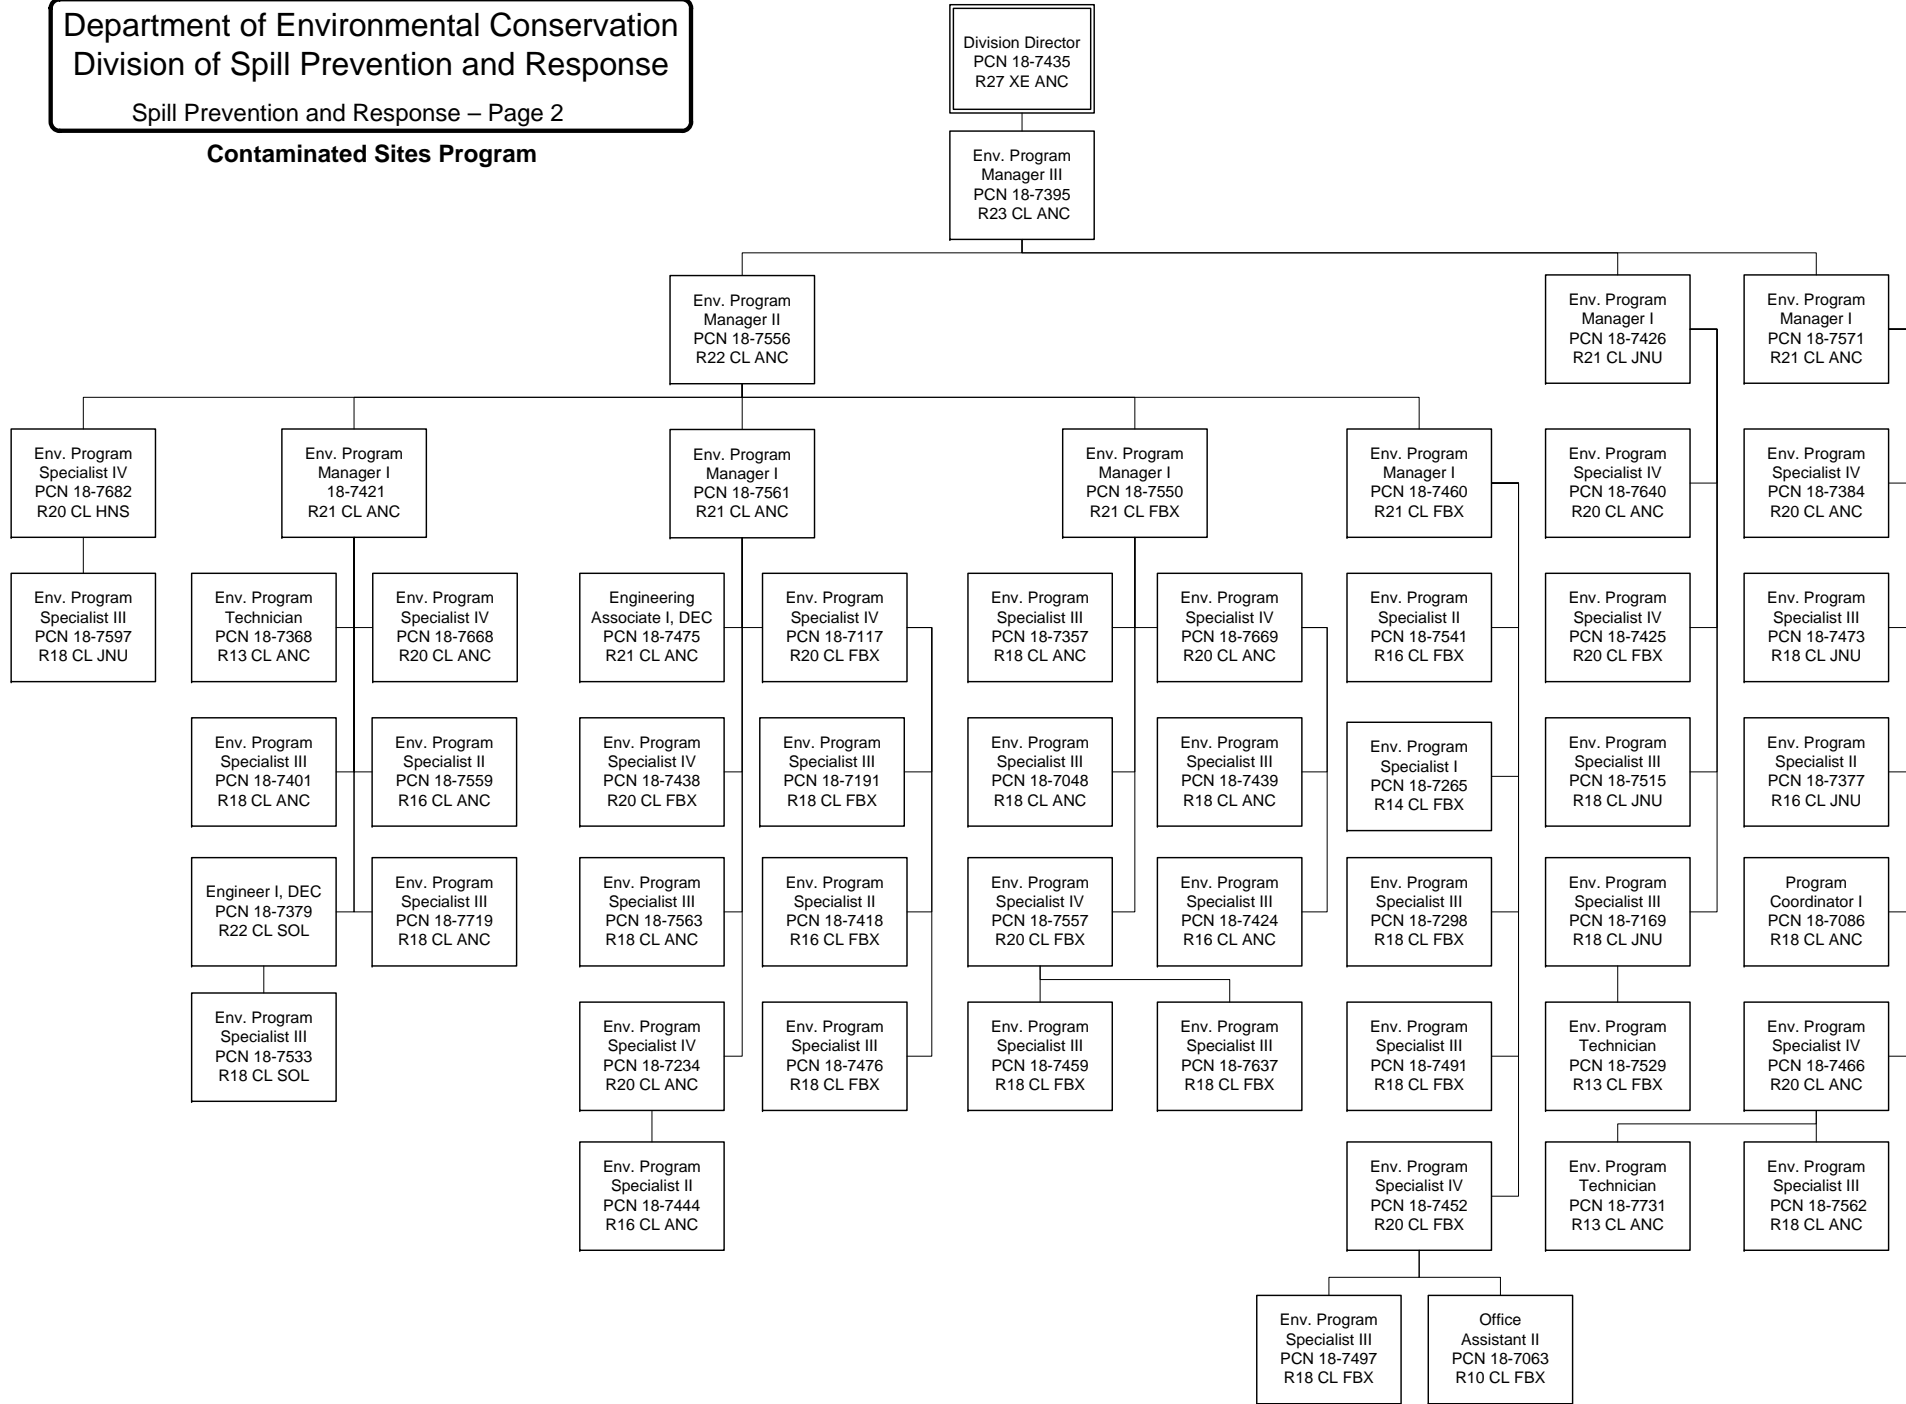 Department of Environmental Conservation
Division of Spill Prevention and Response
Spill Prevention and Response – Page 2
Contaminated Sites Program
Division Director
PCN 18-7435
R27 XE ANC
Env. Program
Manager III
PCN 18-7395
R23 CL ANC
Env. Program
Manager II
PCN 18-7556
R22 CL ANC
Env. Program
Manager I
PCN 18-7426
R21 CL JNU
Env. Program
Manager I
PCN 18-7571
R21 CL ANC
Env. Program
Specialist IV
PCN 18-7682
R20 CL HNS
Env. Program
Manager I
18-7421
R21 CL ANC
Env. Program
Manager I
PCN 18-7561
R21 CL ANC
Env. Program
Manager I
PCN 18-7550
R21 CL FBX
Env. Program
Manager I
PCN 18-7460
R21 CL FBX
Env. Program
Specialist IV
PCN 18-7640
R20 CL ANC
Env. Program
Specialist IV
PCN 18-7384
R20 CL ANC
Env. Program
Specialist III
PCN 18-7597
R18 CL JNU
Env. Program
Technician
PCN 18-7368
R13 CL ANC
Env. Program
Specialist IV
PCN 18-7668
R20 CL ANC
Engineering
Associate I, DEC
PCN 18-7475
R21 CL ANC
Env. Program
Specialist IV
PCN 18-7117
R20 CL FBX
Env. Program
Specialist III
PCN 18-7357
R18 CL ANC
Env. Program
Specialist IV
PCN 18-7669
R20 CL ANC
Env. Program
Specialist II
PCN 18-7541
R16 CL FBX
Env. Program
Specialist IV
PCN 18-7425
R20 CL FBX
Env. Program
Specialist III
PCN 18-7473
R18 CL JNU
Env. Program
Specialist III
PCN 18-7401
R18 CL ANC
Env. Program
Specialist II
PCN 18-7559
R16 CL ANC
Env. Program
Specialist IV
PCN 18-7438
R20 CL FBX
Env. Program
Specialist III
PCN 18-7191
R18 CL FBX
Env. Program
Specialist III
PCN 18-7048
R18 CL ANC
Env. Program
Specialist III
PCN 18-7439
R18 CL ANC
Env. Program
Specialist I
PCN 18-7265
R14 CL FBX
Env. Program
Specialist III
PCN 18-7515
R18 CL JNU
Env. Program
Specialist II
PCN 18-7377
R16 CL JNU
Engineer I, DEC
PCN 18-7379
R22 CL SOL
Env. Program
Specialist III
PCN 18-7719
R18 CL ANC
Env. Program
Specialist III
PCN 18-7563
R18 CL ANC
Env. Program
Specialist II
PCN 18-7418
R16 CL FBX
Env. Program
Specialist IV
PCN 18-7557
R20 CL FBX
Env. Program
Specialist III
PCN 18-7424
R16 CL ANC
Env. Program
Specialist III
PCN 18-7298
R18 CL FBX
Env. Program
Specialist III
PCN 18-7169
R18 CL JNU
Program
Coordinator I
PCN 18-7086
R18 CL ANC
Env. Program
Specialist III
PCN 18-7533
R18 CL SOL
Env. Program
Specialist IV
PCN 18-7234
R20 CL ANC
Env. Program
Specialist III
PCN 18-7476
R18 CL FBX
Env. Program
Specialist III
PCN 18-7459
R18 CL FBX
Env. Program
Specialist III
PCN 18-7637
R18 CL FBX
Env. Program
Specialist III
PCN 18-7491
R18 CL FBX
Env. Program
Technician
PCN 18-7529
R13 CL FBX
Env. Program
Specialist IV
PCN 18-7466
R20 CL ANC
Env. Program
Specialist II
PCN 18-7444
R16 CL ANC
Env. Program
Specialist IV
PCN 18-7452
R20 CL FBX
Env. Program
Technician
PCN 18-7731
R13 CL ANC
Env. Program
Specialist III
PCN 18-7562
R18 CL ANC
Env. Program
Specialist III
PCN 18-7497
R18 CL FBX
Office
Assistant II
PCN 18-7063
R10 CL FBX